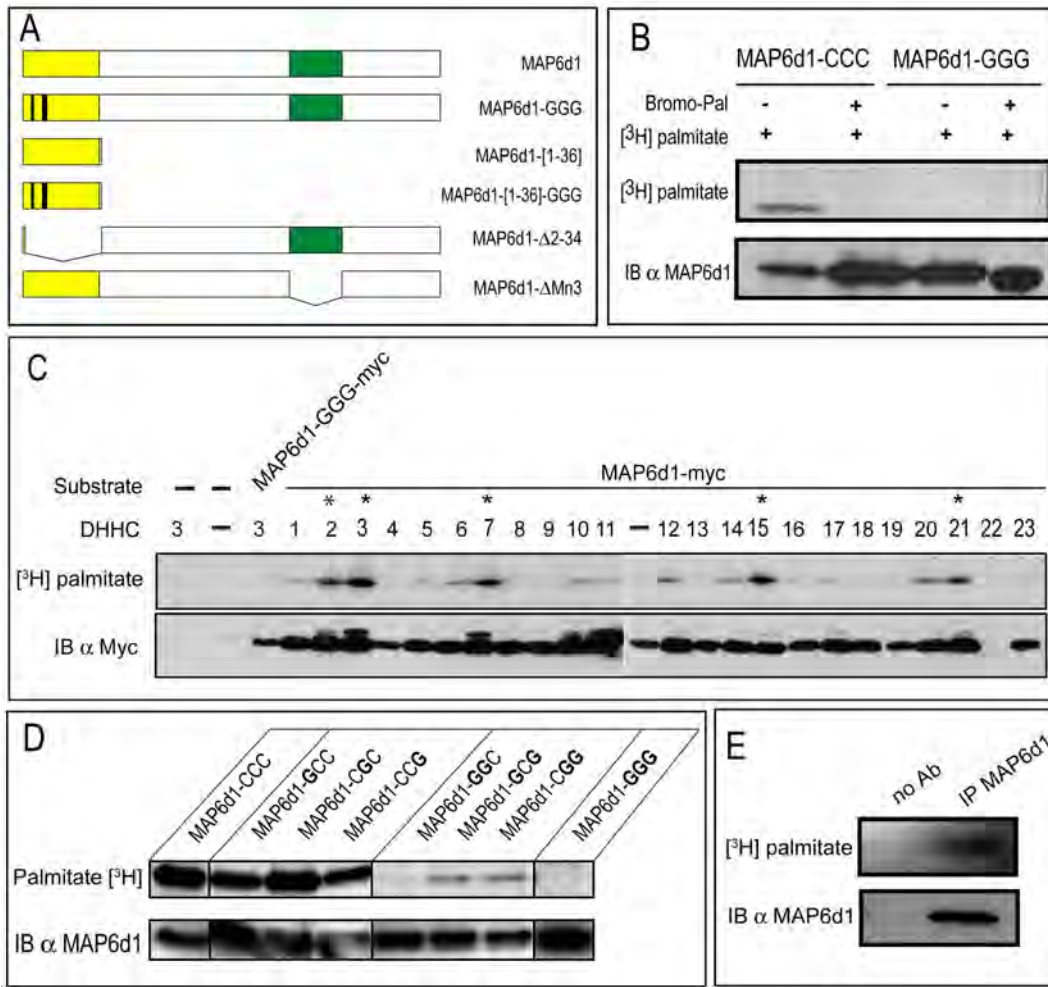 A
MAP6d1
MAP6d1-GGG
MAP6d1-[1-36]
MAP6d1-[1-36]-GGG
MAP6d1-Δ2-34
MAP6d1-ΔMn3
B
MAP6d1-CCC MAP6d1-GGG
Bromo-Pal - + - +
[³H] palmitate + + + +
[³H] palmitate
IB α MAP6d1
C
MAP6d1-GGG-myc
MAP6d1-myc
Substrate – –
* * * * *
DHHC 3 – 3 1 2 3 4 5 6 7 8 9 10 11 – 12 13 14 15 16 17 18 19 20 21 22 23
[³H] palmitate
IB α Myc
D
MAP6d1-CCC
MAP6d1-GCC
MAP6d1-CGC
MAP6d1-CCG
MAP6d1-GGC
MAP6d1-GCG
MAP6d1-CGG
MAP6d1-GGG
Palmitate [³H]
IB α MAP6d1
E
no Ab
IP MAP6d1
[³H] palmitate
IB α MAP6d1